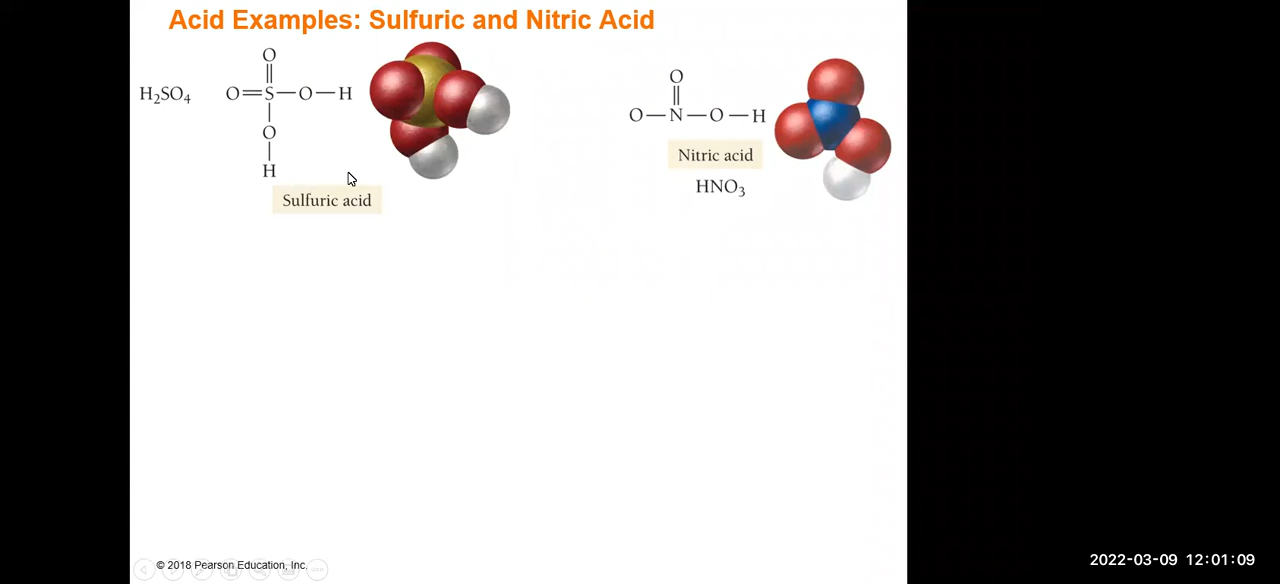 Acid Examples: Sulfuric and Nitric Acid
H₂SO₄
O
O=S—O—H
O
H
Sulfuric acid
O
O—N—O—H
Nitric acid
HNO₃
© 2018 Pearson Education, Inc.
2022-03-09 12:01:09